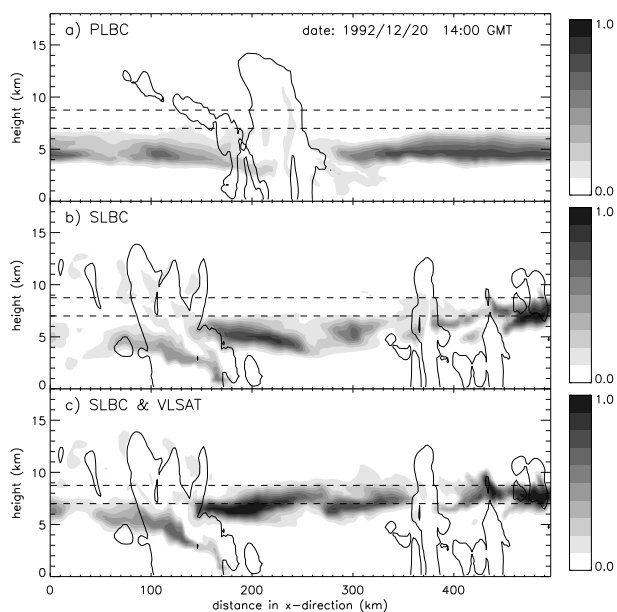 a) PLBC
date: 1992/12/20 14:00 GMT
1.0
15
10
5
0
height (km)
0.0
b) SLBC
1.0
15
10
5
0
height (km)
0.0
c) SLBC & VLSAT
1.0
15
10
5
0
height (km)
0.0
0 100 200 300 400
distance in x-direction (km)